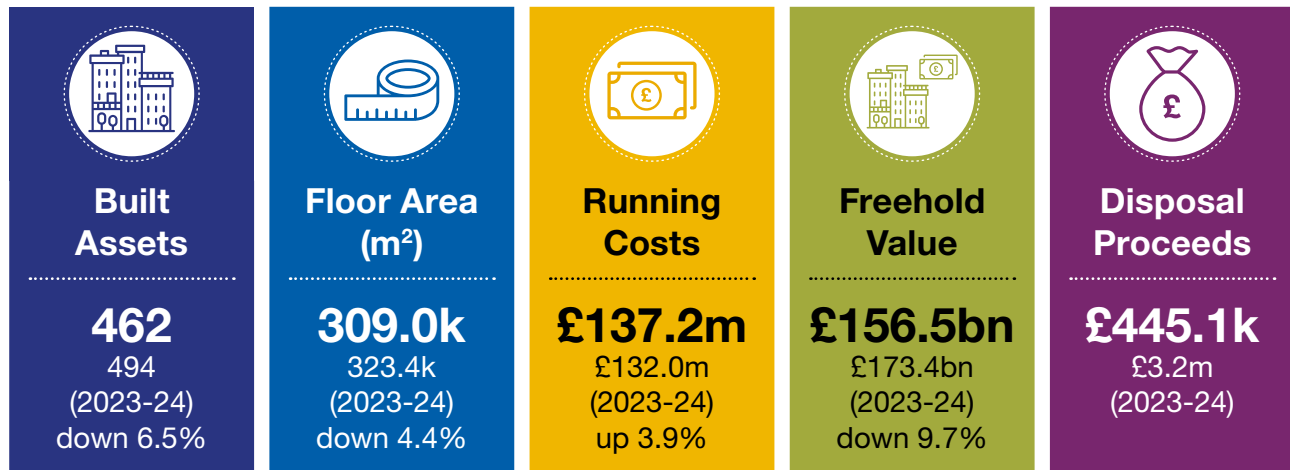 Built
Assets
462
494
(2023-24)
down 6.5%
Floor Area
(m²)
309.0k
323.4k
(2023-24)
down 4.4%
£
Running
Costs
£137.2m
£132.0m
(2023-24)
up 3.9%
£
Freehold
Value
£156.5bn
£173.4bn
(2023-24)
down 9.7%
£
Disposal
Proceeds
£445.1k
£3.2m
(2023-24)